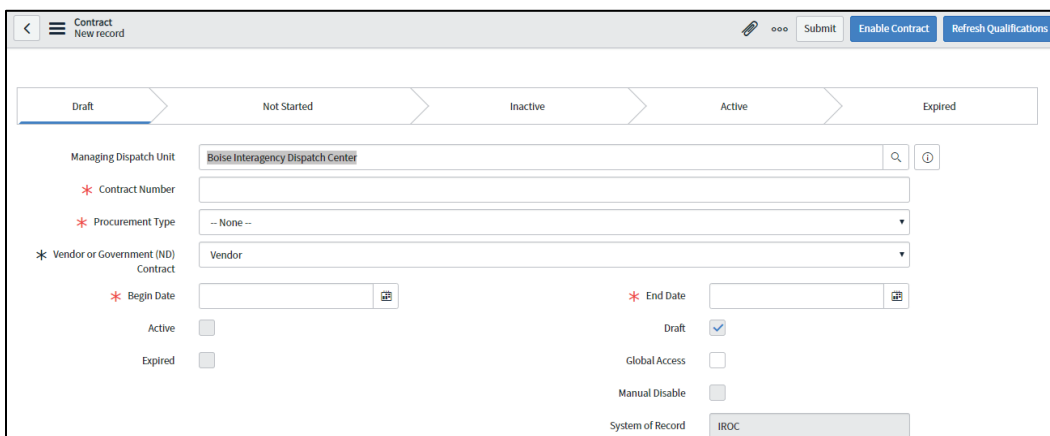 Contract
New record
Submit
Enable Contract
Refresh Qualifications
Draft
Not Started
Inactive
Active
Expired
Managing Dispatch Unit
Boise Interagency Dispatch Center
Contract Number
Procurement Type
-- None --
Vendor or Government (ND)
Contract
Vendor
Begin Date
End Date
Active
Draft
Expired
Global Access
Manual Disable
System of Record
IROC